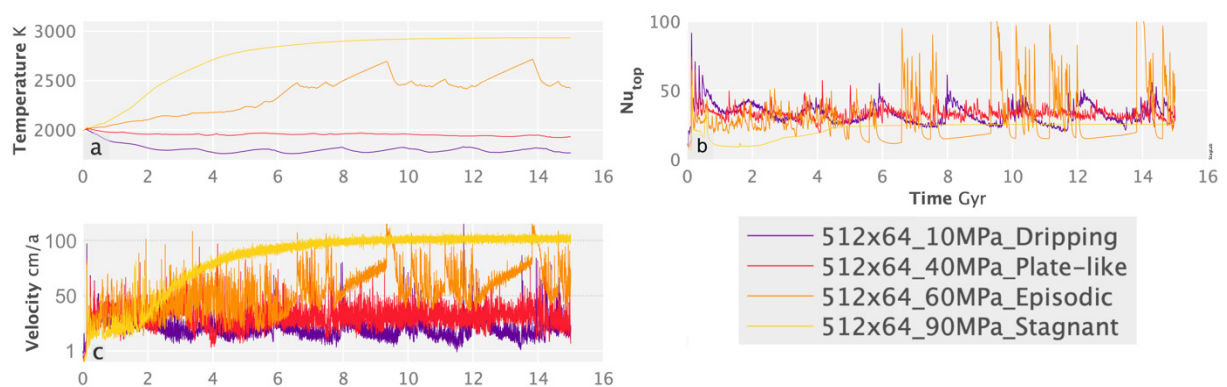 Temperature K
3000
2500
2000
a
0 2 4 6 8 10 12 14 16
Nu_top
100
50
0
b
0 2 4 6 8 10 12 14 16
Time Gyr
Velocity cm/a
100
50
1
c
0 2 4 6 8 10 12 14 16
512x64_10MPa_Dripping
512x64_40MPa_Plate-like
512x64_60MPa_Episodic
512x64_90MPa_Stagnant